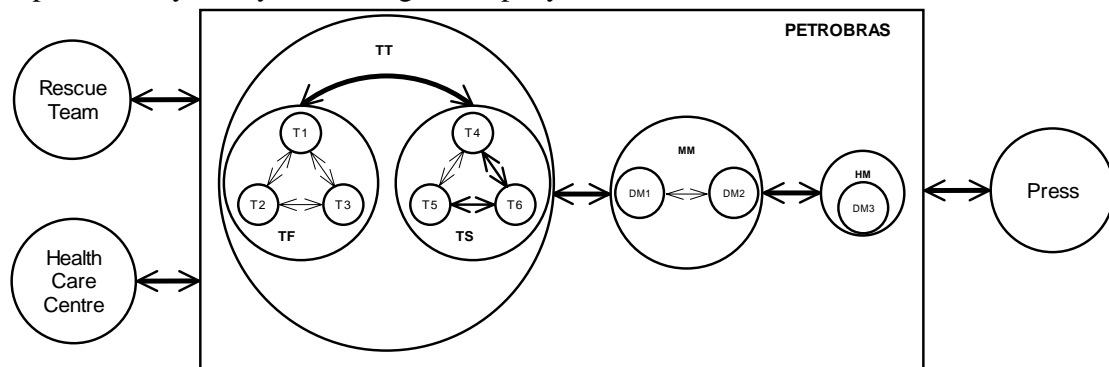 PETROBRAS
TT
Rescue
Team
T1
T4
MM
HM
T2
T3
T5
T6
DM1
DM2
DM3
Press
TF
TS
Health
Care
Centre